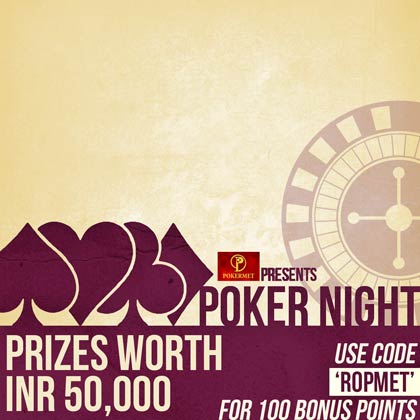 POKERMET
PRESENTS
POKER NIGHT
PRIZES WORTH
INR 50,000
USE CODE
'ROPMET'
FOR 100 BONUS POINTS